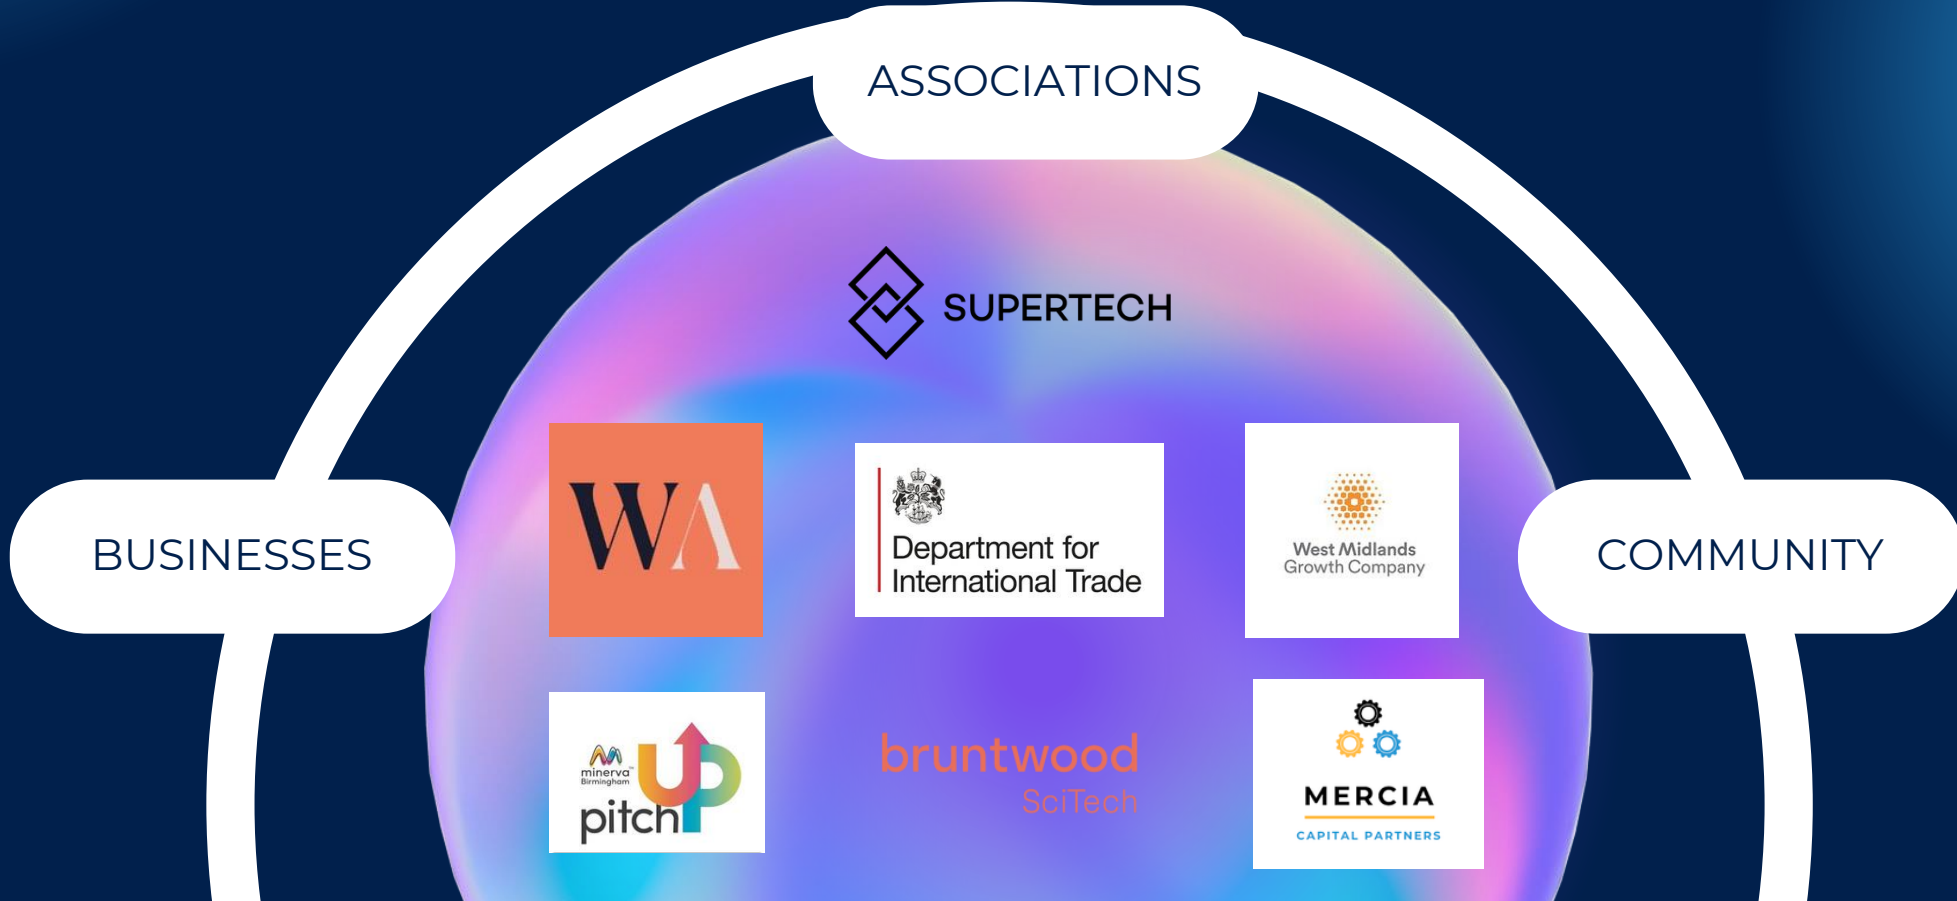 ASSOCIATIONS
SUPERTECH
BUSINESSES
WA
Department for
International Trade
West Midlands
Growth Company
COMMUNITY
minerva™
Birmingham
pitch UP
bruntwood
SciTech
MERCIA
CAPITAL PARTNERS